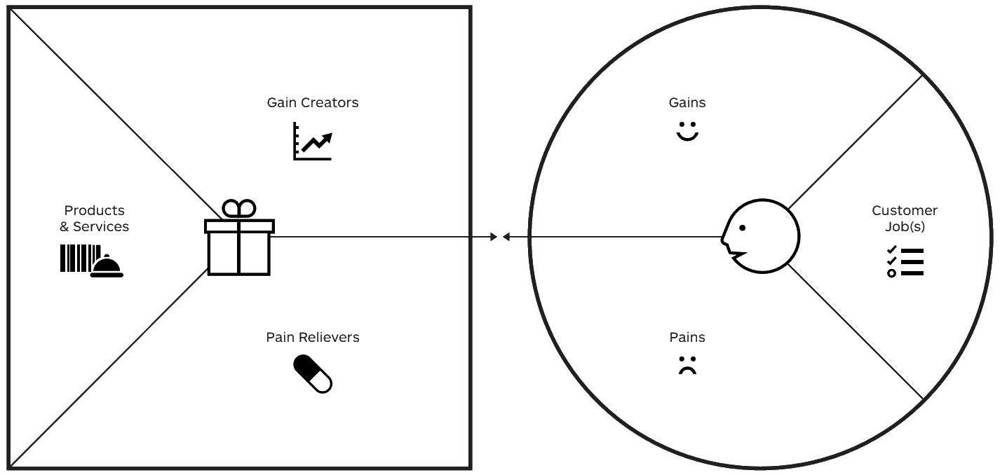 Gain Creators
Products
& Services
Pain Relievers
Gains
Customer
Job(s)
Pains